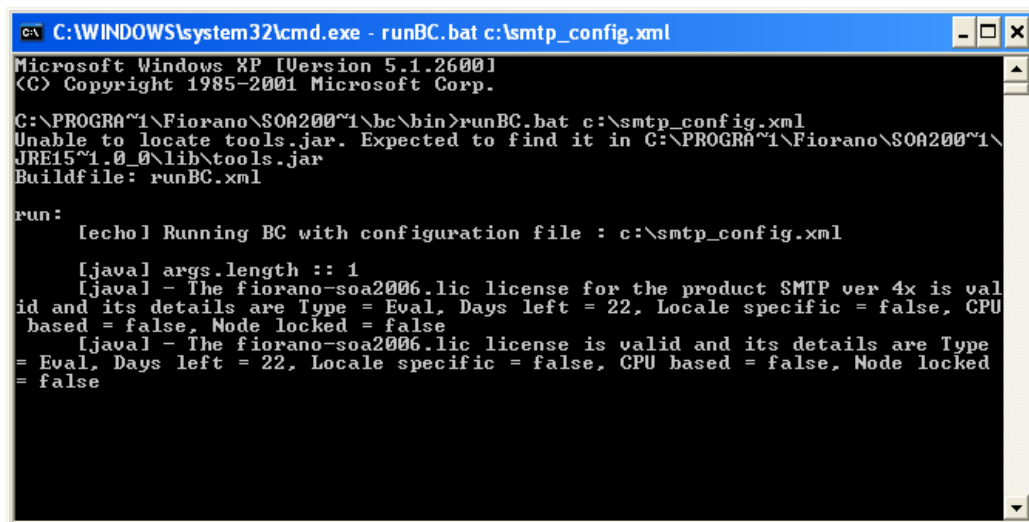 C:\WINDOWS\system32\cmd.exe - runBC.bat c:\smtp_config.xml
Microsoft Windows XP [Version 5.1.2600]
(C) Copyright 1985-2001 Microsoft Corp.
C:\PROGRA~1\Fiorano\SOA200~1\bc\bin>runBC.bat c:\smtp_config.xml
Unable to locate tools.jar. Expected to find it in C:\PROGRA~1\Fiorano\SOA200~1\
JRE15~1.0_0\lib\tools.jar
Buildfile: runBC.xml
run:
[echo] Running BC with configuration file : c:\smtp_config.xml
[java] args.length :: 1
[java] - The fiorano-soa2006.lic license for the product SMTP ver 4x is val
id and its details are Type = Eval, Days left = 22, Locale specific = false, CPU
based = false, Node locked = false
[java] - The fiorano-soa2006.lic license is valid and its details are Type
= Eval, Days left = 22, Locale specific = false, CPU based = false, Node locked
= false